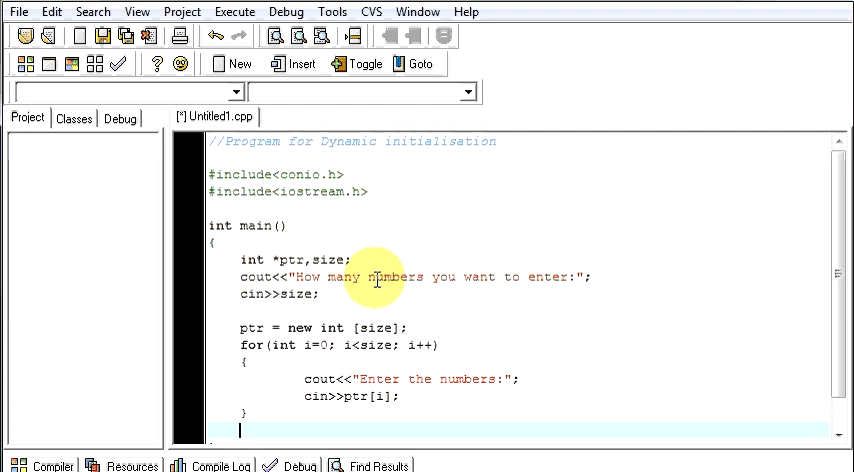 File Edit Search View Project Execute Debug Tools CVS Window Help
New Insert Toggle Goto
Project Classes Debug [*] Untitled1.cpp
//Program for Dynamic initialisation
#include<conio.h>
#include<iostream.h>
int main()
{
int *ptr,size;
cout<<"How many numbers you want to enter:";
cin>>size;
ptr = new int [size];
for(int i=0; i<size; i++)
{
cout<<"Enter the numbers:";
cin>>ptr[i];
}
Compiler Resources Compile Log Debug Find Results